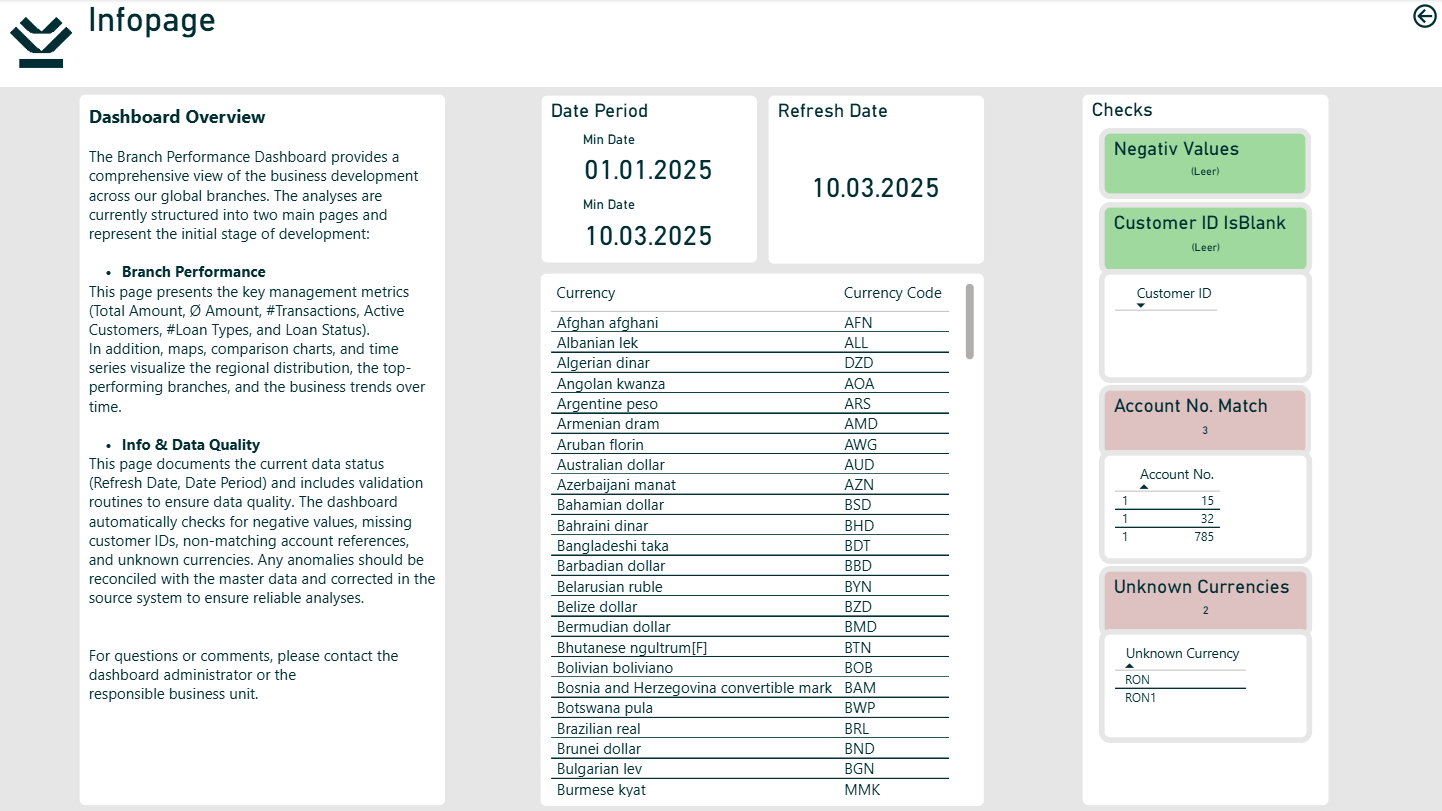 Infopage
Dashboard Overview
The Branch Performance Dashboard provides a
comprehensive view of the business development
across our global branches. The analyses are
currently structured into two main pages and
represent the initial stage of development:
• Branch Performance
This page presents the key management metrics
(Total Amount, Ø Amount, #Transactions, Active
Customers, #Loan Types, and Loan Status).
In addition, maps, comparison charts, and time
series visualize the regional distribution, the top-
performing branches, and the business trends over
time.
• Info & Data Quality
This page documents the current data status
(Refresh Date, Date Period) and includes validation
routines to ensure data quality. The dashboard
automatically checks for negative values, missing
customer IDs, non-matching account references,
and unknown currencies. Any anomalies should be
reconciled with the master data and corrected in the
source system to ensure reliable analyses.
For questions or comments, please contact the
dashboard administrator or the
responsible business unit.
Date Period
Min Date
01.01.2025
Min Date
10.03.2025
Refresh Date
10.03.2025
Currency Currency Code
Afghan afghani AFN
Albanian lek ALL
Algerian dinar DZD
Angolan kwanza AOA
Argentine peso ARS
Armenian dram AMD
Aruban florin AWG
Australian dollar AUD
Azerbaijani manat AZN
Bahamian dollar BSD
Bahraini dinar BHD
Bangladeshi taka BDT
Barbadian dollar BBD
Belarusian ruble BYN
Belize dollar BZD
Bermudian dollar BMD
Bhutanese ngultrum[F] BTN
Bolivian boliviano BOB
Bosnia and Herzegovina convertible mark BAM
Botswana pula BWP
Brazilian real BRL
Brunei dollar BND
Bulgarian lev BGN
Burmese kyat MMK
Checks
Negativ Values
(Leer)
Customer ID IsBlank
(Leer)
Customer ID
Account No. Match
3
Account No.
1 15
1 32
1 785
Unknown Currencies
2
Unknown Currency
RON
RON1